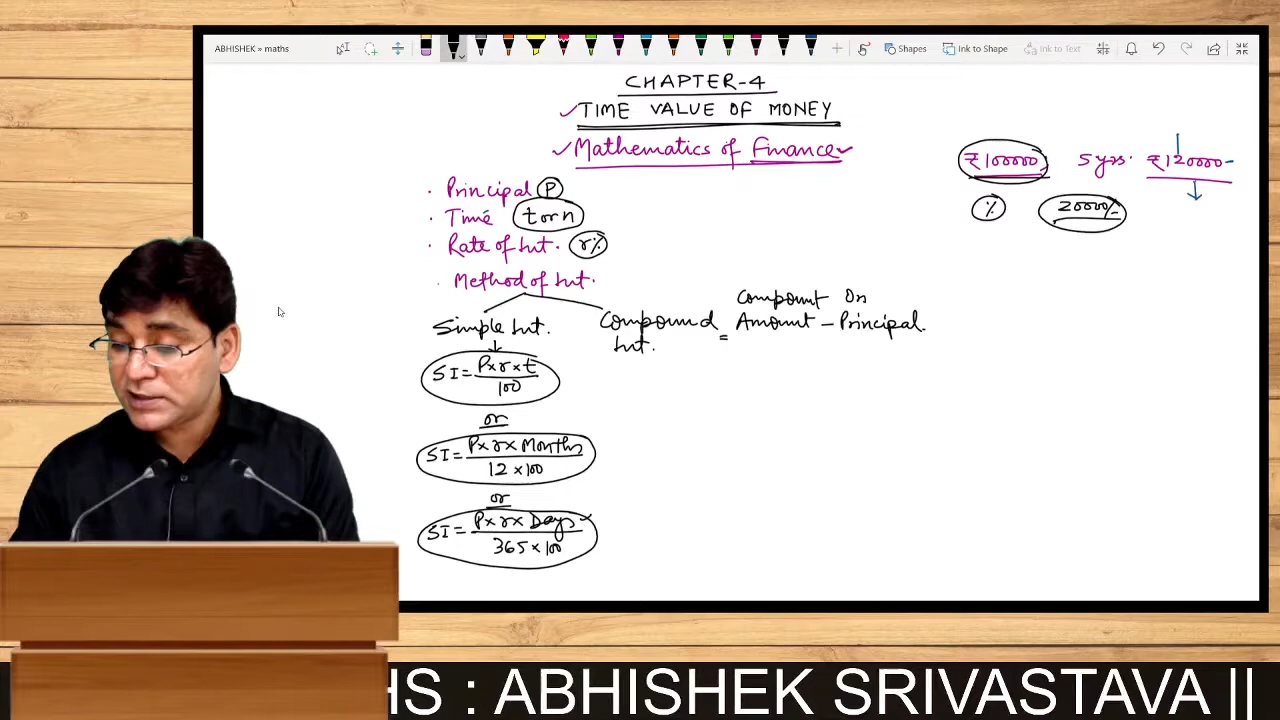 ABHISHEK » maths
Shapes
Ink to Shape
Ink to Text
CHAPTER-4
TIME VALUE OF MONEY
Mathematics of Finance
₹100000 5 yrs. ₹120000
% 20000/-
• Principal P
• Time t or n
• Rate of Int. r%
• Method of Int.
Simple Int.
SI = P×r×t
100
or
SI = P×r×Months
12 × 100
or
SI = P×r×Days
365 × 100
Compound Int. = Amount – Principal.
HS : ABHISHEK SRIVASTAVA ||